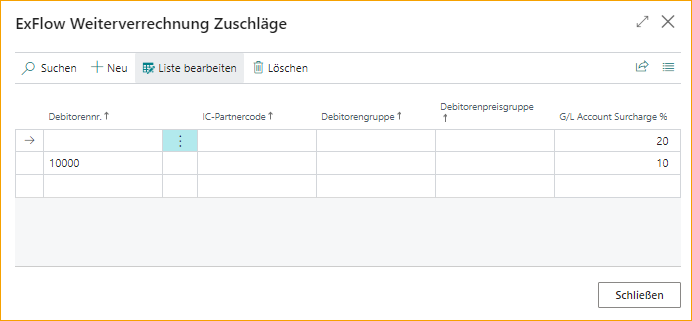 ExFlow Weiterverrechnung Zuschläge
Suchen Neu Liste bearbeiten Löschen
Debitorennr. ↑ IC-Partnercode ↑ Debitorengruppe ↑ Debitorenpreisgruppe ↑ G/L Account Surcharge %
→ 20
10000 10
Schließen